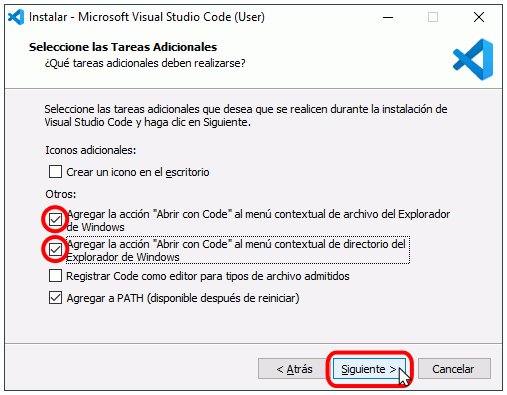 Instalar - Microsoft Visual Studio Code (User)
Seleccione las Tareas Adicionales
¿Qué tareas adicionales deben realizarse?
Seleccione las tareas adicionales que desea que se realicen durante la instalación de
Visual Studio Code y haga clic en Siguiente.
Iconos adicionales:
Crear un icono en el escritorio
Otros:
Agregar la acción "Abrir con Code" al menú contextual de archivo del Explorador
de Windows
Agregar la acción "Abrir con Code" al menú contextual de directorio del
Explorador de Windows
Registrar Code como editor para tipos de archivo admitidos
Agregar a PATH (disponible después de reiniciar)
< Atrás
Siguiente >
Cancelar